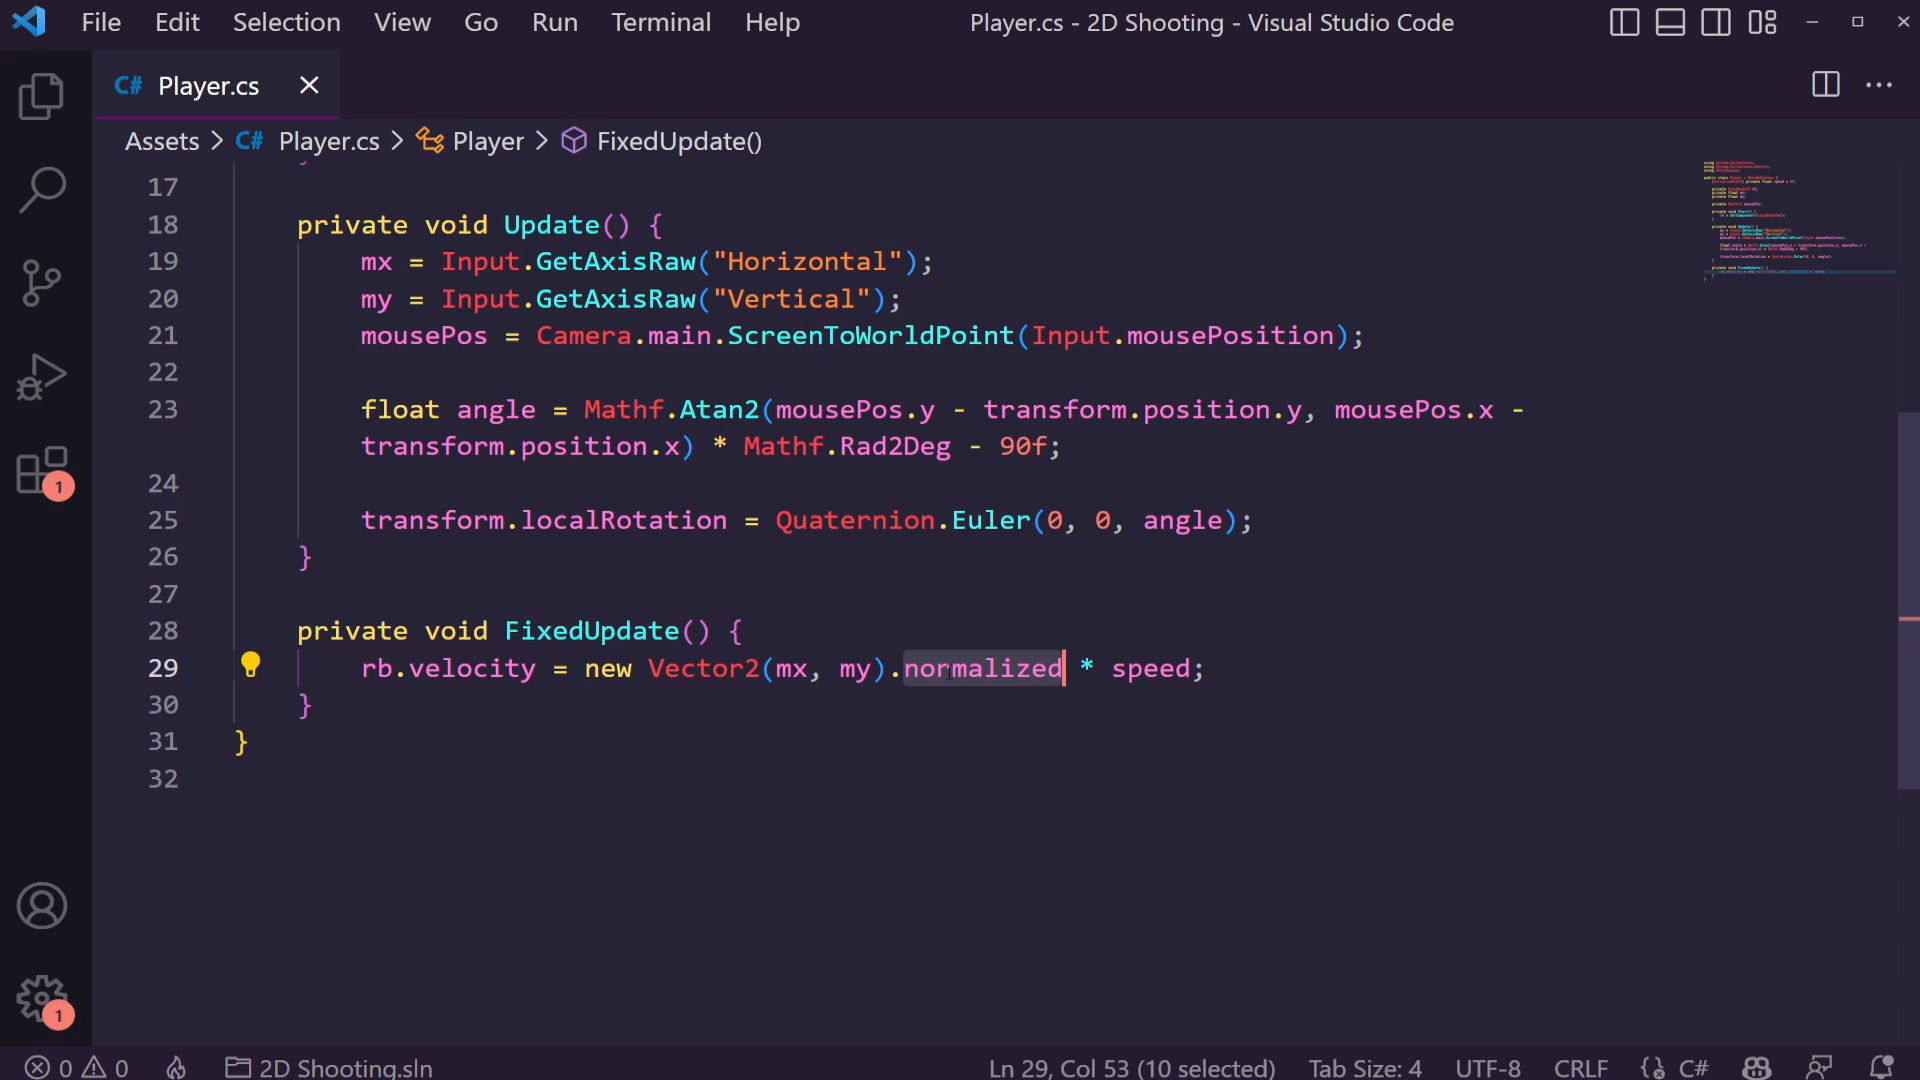 File Edit Selection View Go Run Terminal Help Player.cs - 2D Shooting - Visual Studio Code
C# Player.cs
Assets > C# Player.cs > Player > FixedUpdate()
17
18 private void Update() {
19 mx = Input.GetAxisRaw("Horizontal");
20 my = Input.GetAxisRaw("Vertical");
21 mousePos = Camera.main.ScreenToWorldPoint(Input.mousePosition);
22
23 float angle = Mathf.Atan2(mousePos.y - transform.position.y, mousePos.x -
transform.position.x) * Mathf.Rad2Deg - 90f;
24
25 transform.localRotation = Quaternion.Euler(0, 0, angle);
26 }
27
28 private void FixedUpdate() {
29 rb.velocity = new Vector2(mx, my).normalized * speed;
30 }
31 }
32
1
1
0 0 2D Shooting.sln Ln 29, Col 53 (10 selected) Tab Size: 4 UTF-8 CRLF C#